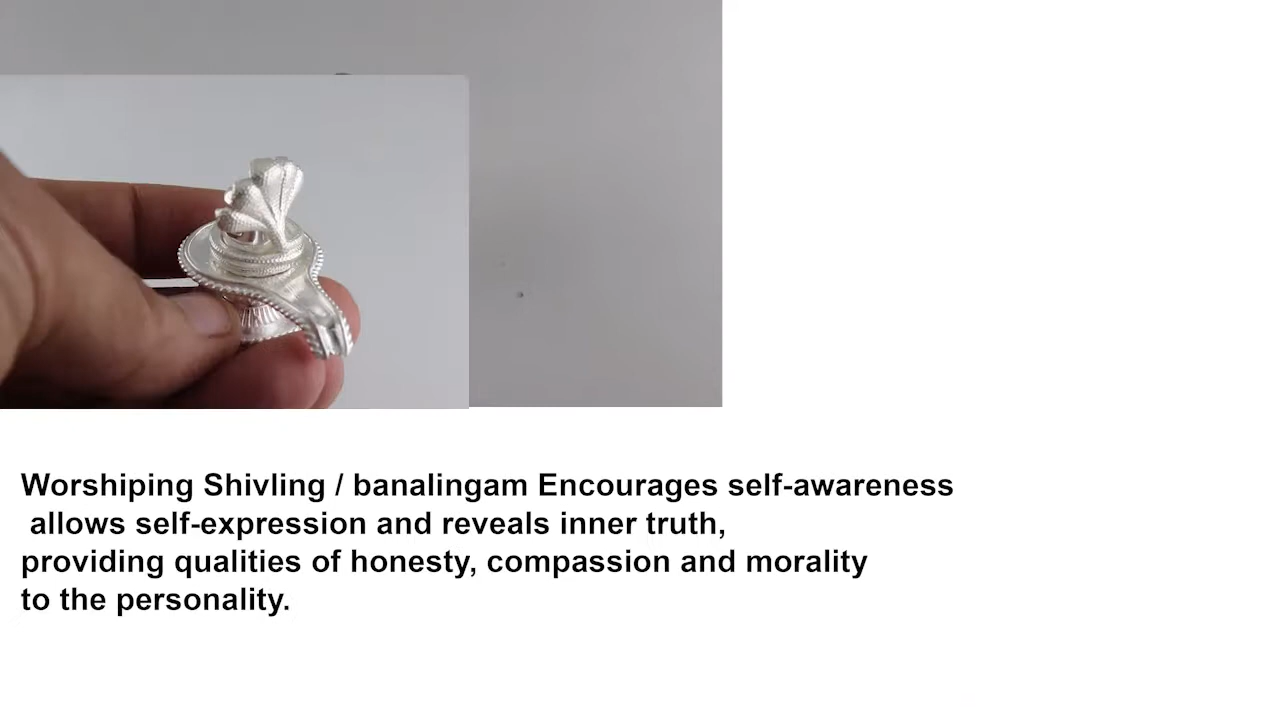 Worshiping Shivling / banalingam Encourages self-awareness
allows self-expression and reveals inner truth,
providing qualities of honesty, compassion and morality
to the personality.